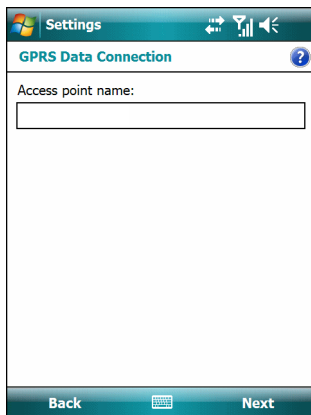 Settings
GPRS Data Connection
?
Access point name:
Back Next